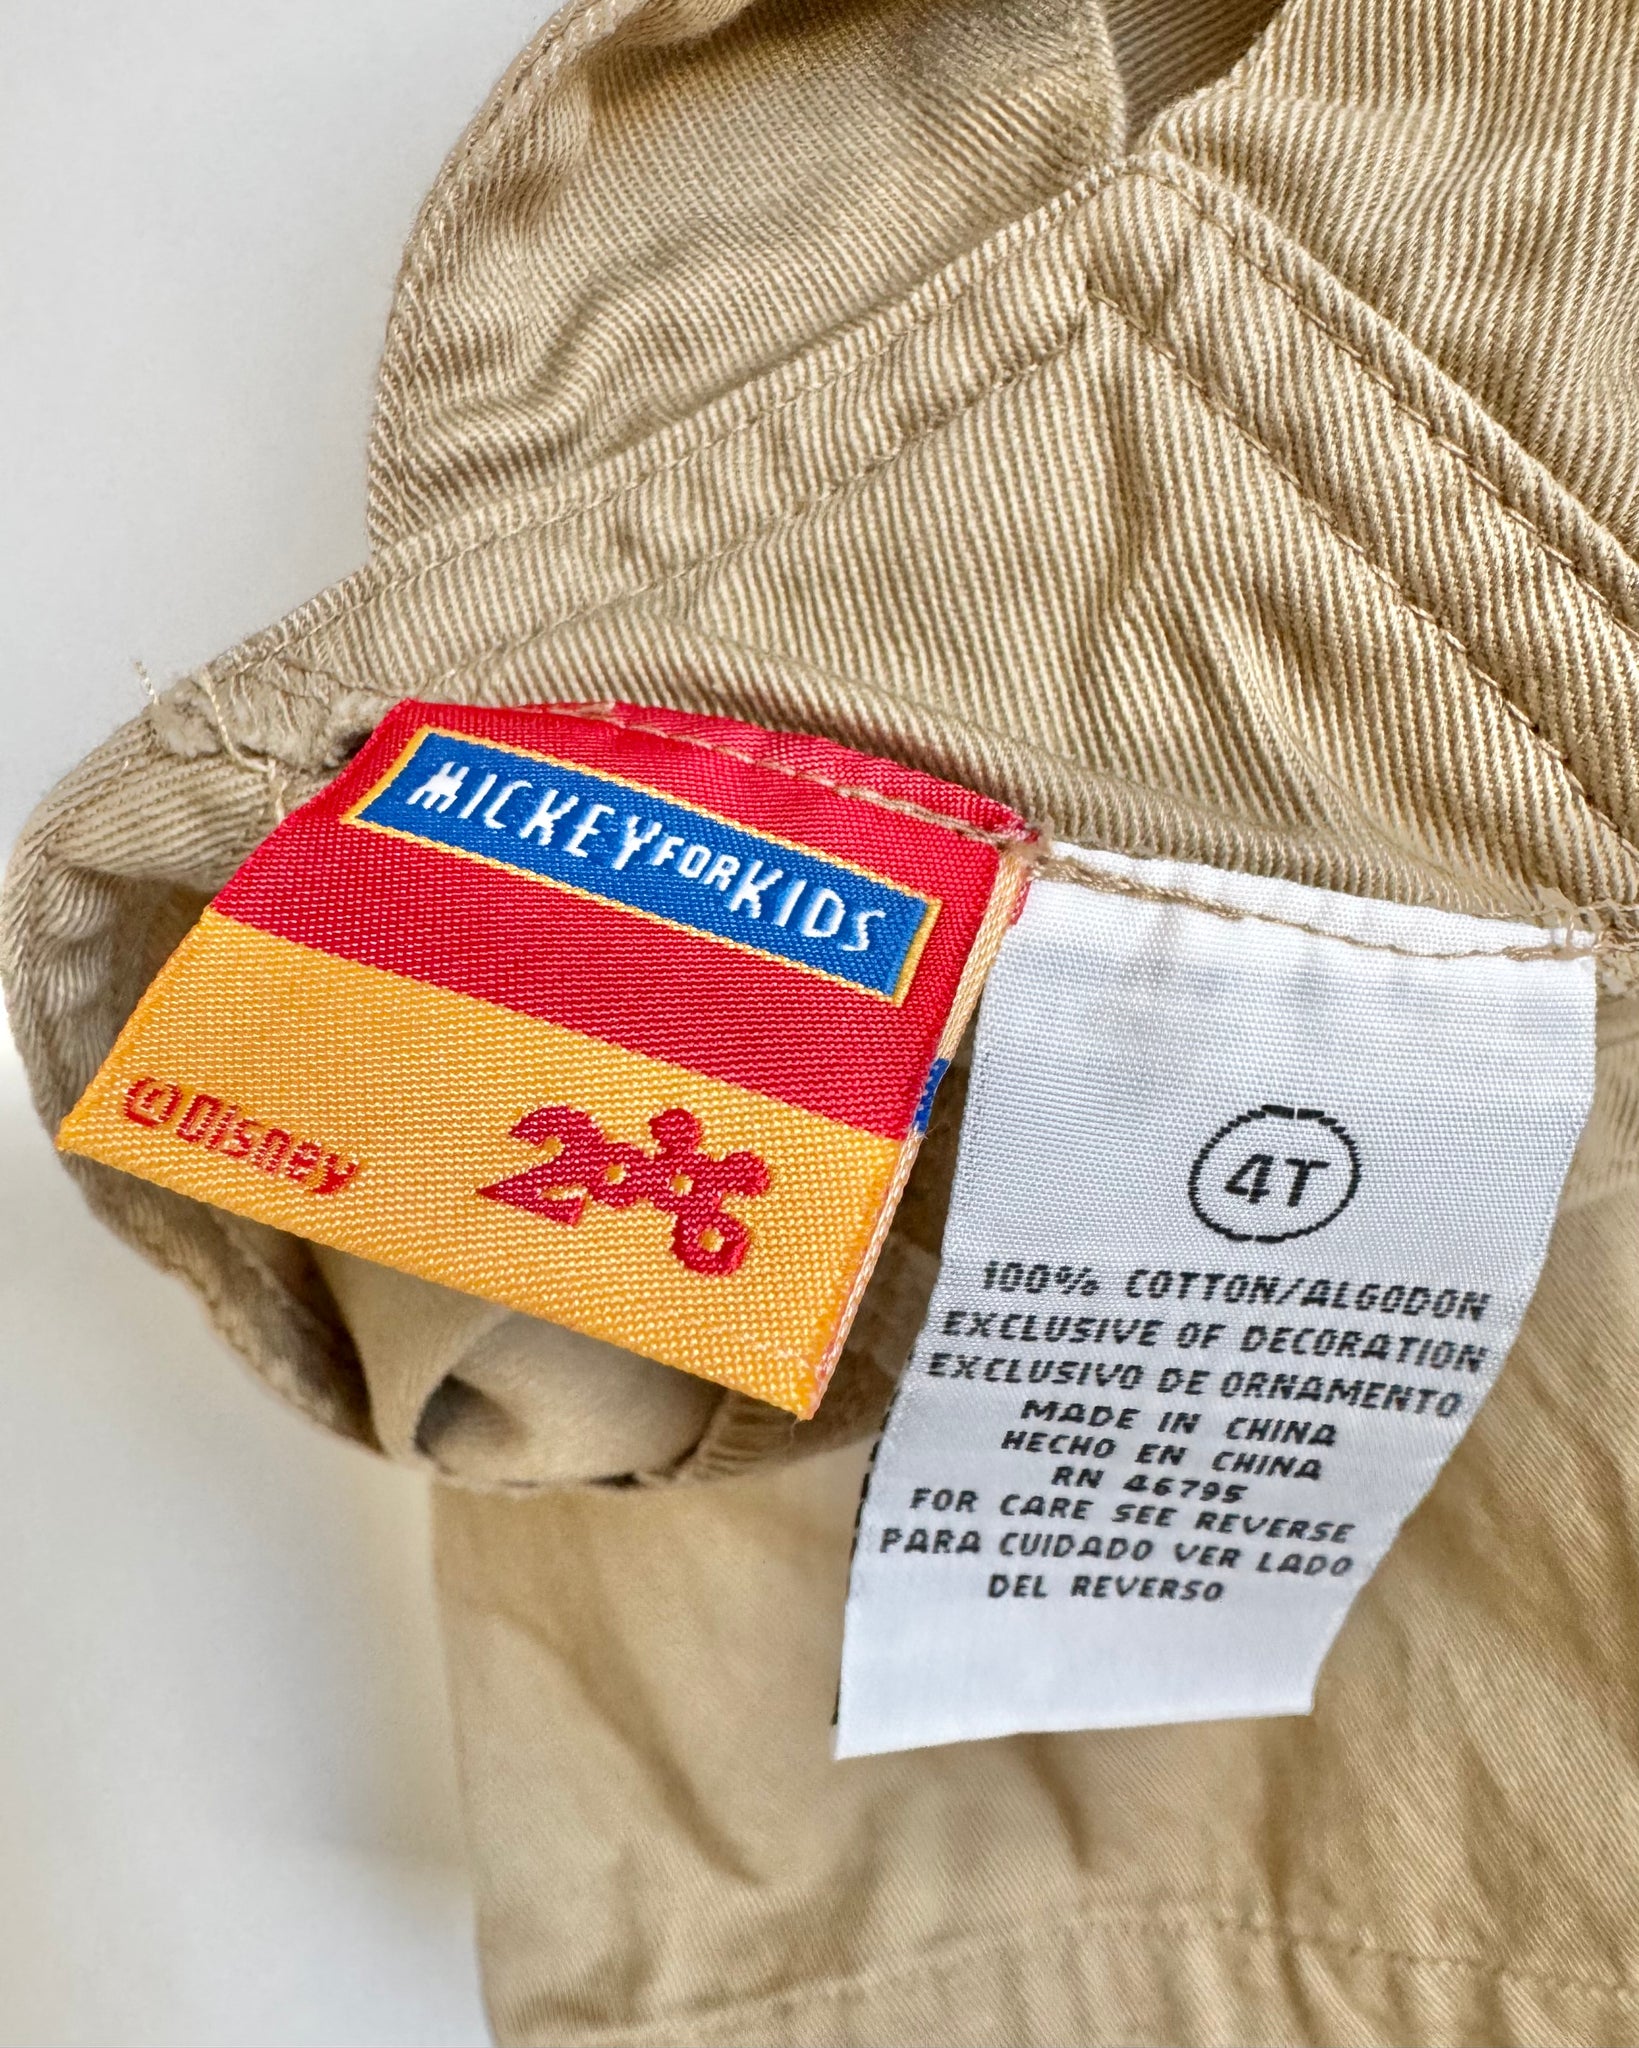 MICKEY FOR KIDS
©Disney 2000
4T
100% COTTON/ALGODON
EXCLUSIVE OF DECORATION
EXCLUSIVO DE ORNAMENTO
MADE IN CHINA
HECHO EN CHINA
RN 46795
FOR CARE SEE REVERSE
PARA CUIDADO VER LADO
DEL REVERSO